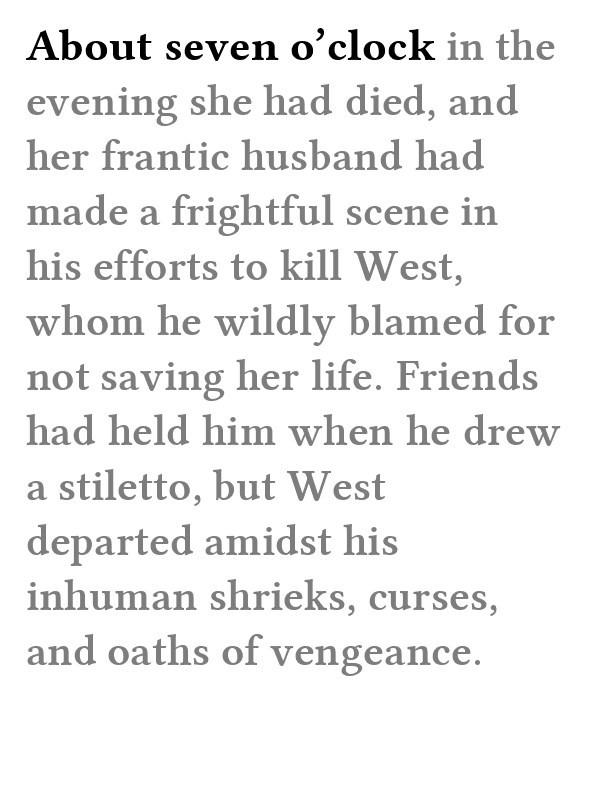 About seven o’clock in the
evening she had died, and
her frantic husband had
made a frightful scene in
his efforts to kill West,
whom he wildly blamed for
not saving her life. Friends
had held him when he drew
a stiletto, but West
departed amidst his
inhuman shrieks, curses,
and oaths of vengeance.